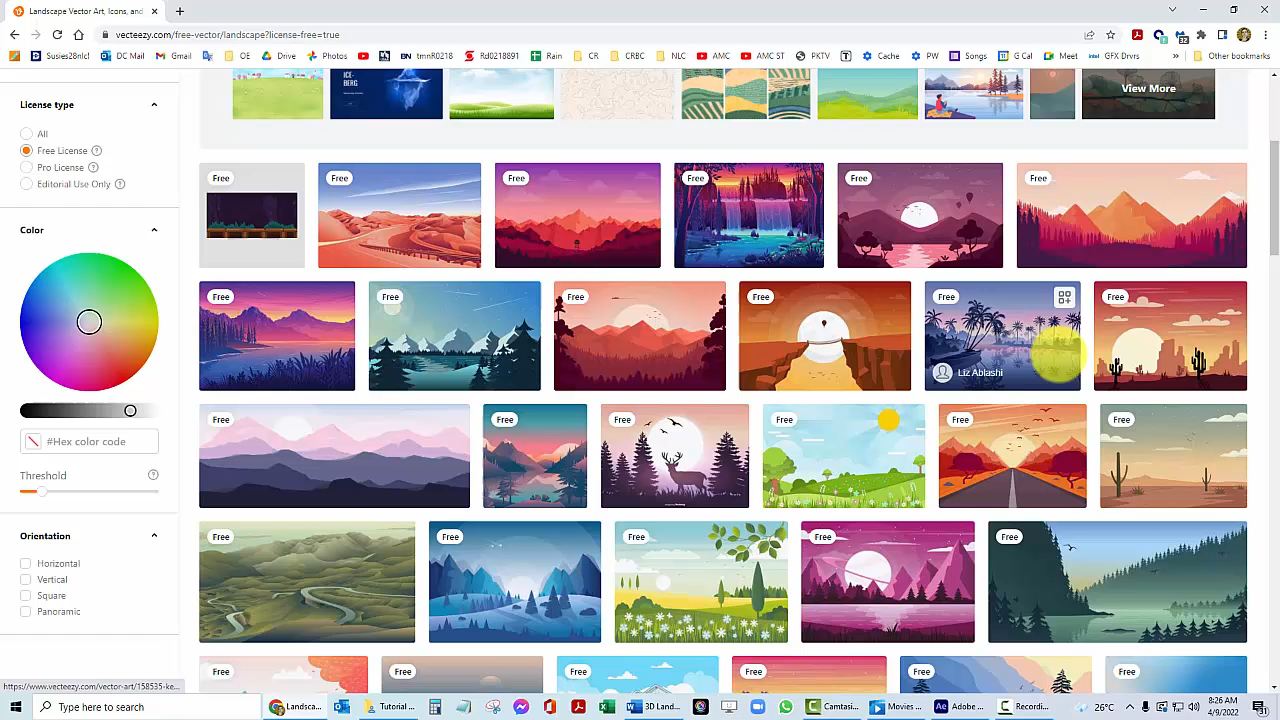 Landscape Vector Art, Icons, and
vecteezy.com/free-vector/landscape?license-free=true
Susies28nlcl
DC Mail
Gmail
OE
Drive
Photos
tmnR0218
Rd0218891
Rain
CR
CRBC
NLC
AMC
AMC ST
PKTV
Cache
PW
Songs
G Cal
Meet
GFX Drvrs
»
Other bookmarks
License type
All
Free License
Pro License
Editorial Use Only
Color
#Hex color code
Threshold
Orientation
Horizontal
Vertical
Square
Panoramic
ICE-
BERG
View More
Free Free Free Free Free Free
Free Free Free Free Free Free
Liz Ablashi
Free Free Free Free Free
Free Free Free Free Free
Free Free Free Free Free
https://www.vecteezy.com/vector-art/158535-ke...
Type here to search
Landsca...
Tutorial ...
3D Land...
Camtasi...
Movies ...
Adobe ...
Recordi...
26°C
8:26 AM
4/9/2022